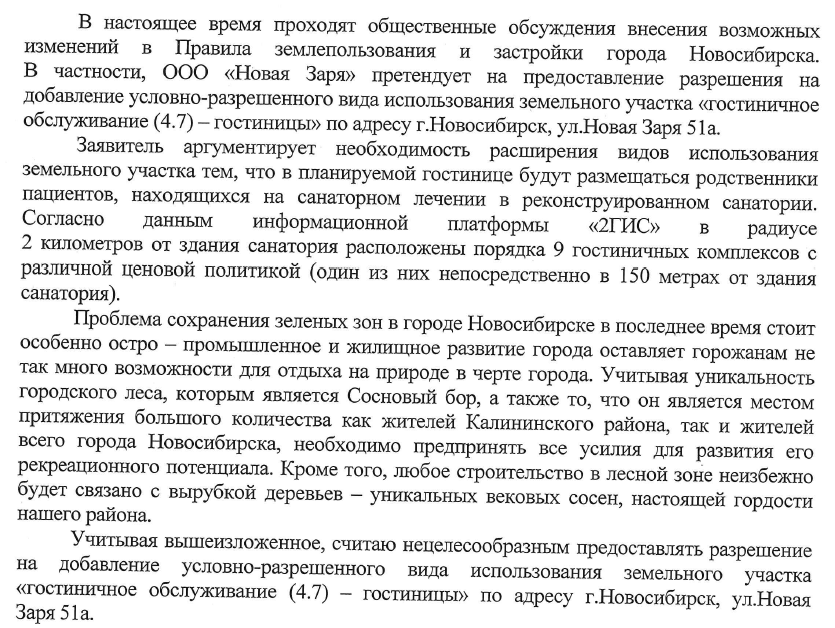 В настоящее время проходят общественные обсуждения внесения возможных
изменений в Правила землепользования и застройки города Новосибирска.
В частности, ООО «Новая Заря» претендует на предоставление разрешения на
добавление условно-разрешенного вида использования земельного участка «гостиничное
обслуживание (4.7) – гостиницы» по адресу г.Новосибирск, ул.Новая Заря 51а.
Заявитель аргументирует необходимость расширения видов использования
земельного участка тем, что в планируемой гостинице будут размещаться родственники
пациентов, находящихся на санаторном лечении в реконструированном санатории.
Согласно данным информационной платформы «2ГИС» в радиусе
2 километров от здания санатория расположены порядка 9 гостиничных комплексов с
различной ценовой политикой (один из них непосредственно в 150 метрах от здания
санатория).
Проблема сохранения зеленых зон в городе Новосибирске в последнее время стоит
особенно остро – промышленное и жилищное развитие города оставляет горожанам не
так много возможности для отдыха на природе в черте города. Учитывая уникальность
городского леса, которым является Сосновый бор, а также то, что он является местом
притяжения большого количества как жителей Калининского района, так и жителей
всего города Новосибирска, необходимо предпринять все усилия для развития его
рекреационного потенциала. Кроме того, любое строительство в лесной зоне неизбежно
будет связано с вырубкой деревьев – уникальных вековых сосен, настоящей гордости
нашего района.
Учитывая вышеизложенное, считаю нецелесообразным предоставлять разрешение
на добавление условно-разрешенного вида использования земельного участка
«гостиничное обслуживание (4.7) – гостиницы» по адресу г.Новосибирск, ул.Новая
Заря 51а.